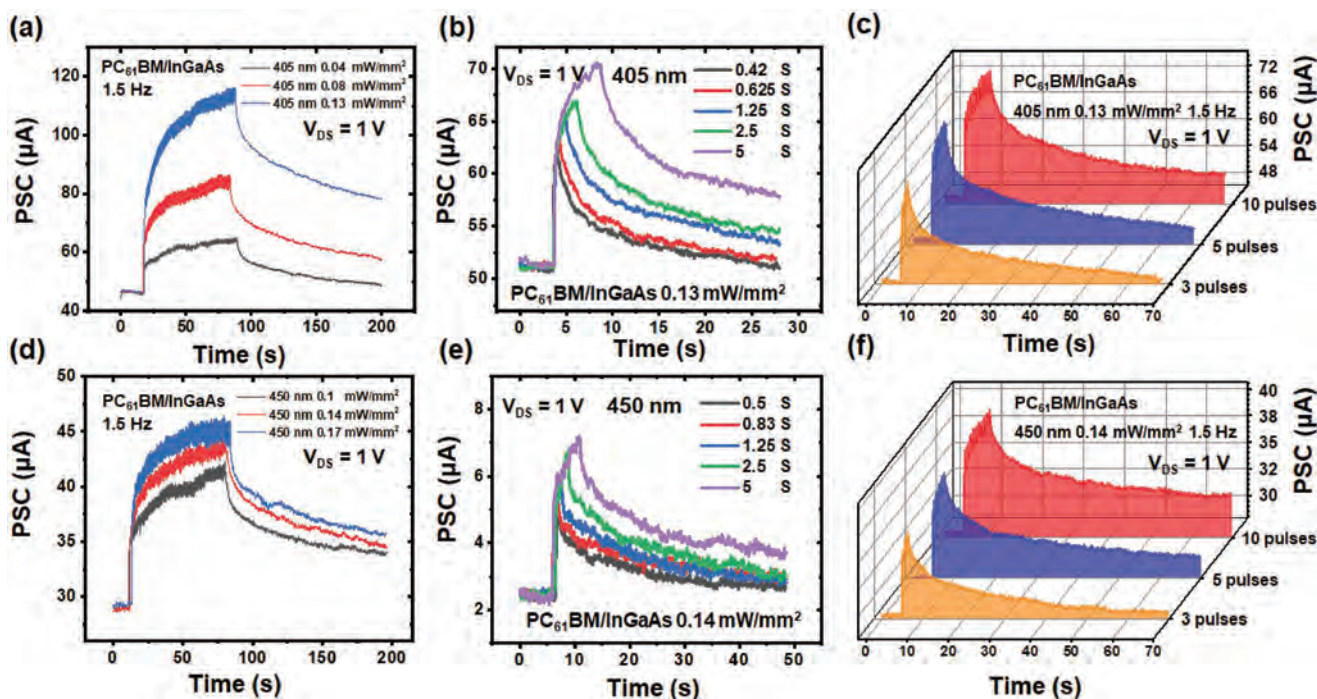 (a)
PC₆₁BM/InGaAs
1.5 Hz
405 nm 0.04 mW/mm²
405 nm 0.08 mW/mm²
405 nm 0.13 mW/mm²
V_DS = 1 V
120
100
80
60
40
PSC (μA)
0 50 100 150 200
Time (s)
(b)
V_DS = 1 V 405 nm
0.42 S
0.625 S
1.25 S
2.5 S
5 S
70
65
60
55
50
PSC (μA)
PC₆₁BM/InGaAs 0.13 mW/mm²
0 5 10 15 20 25 30
Time (s)
(c)
PC₆₁BM/InGaAs
405 nm 0.13 mW/mm² 1.5 Hz
V_DS = 1 V
72
66
60
54
48
PSC (μA)
10 pulses
5 pulses
3 pulses
0 10 20 30 40 50 60 70
Time (s)
(d)
PC₆₁BM/InGaAs
1.5 Hz
450 nm 0.1 mW/mm²
450 nm 0.14 mW/mm²
450 nm 0.17 mW/mm²
V_DS = 1 V
50
45
40
35
30
PSC (μA)
0 50 100 150 200
Time (s)
(e)
V_DS = 1 V 450 nm
0.5 S
0.83 S
1.25 S
2.5 S
5 S
8
6
4
2
PSC (μA)
PC₆₁BM/InGaAs 0.14 mW/mm²
0 10 20 30 40 50
Time (s)
(f)
PC₆₁BM/InGaAs
450 nm 0.14 mW/mm² 1.5 Hz
V_DS = 1 V
40
38
35
32
30
PSC (μA)
10 pulses
5 pulses
3 pulses
0 10 20 30 40 50 60 70
Time (s)